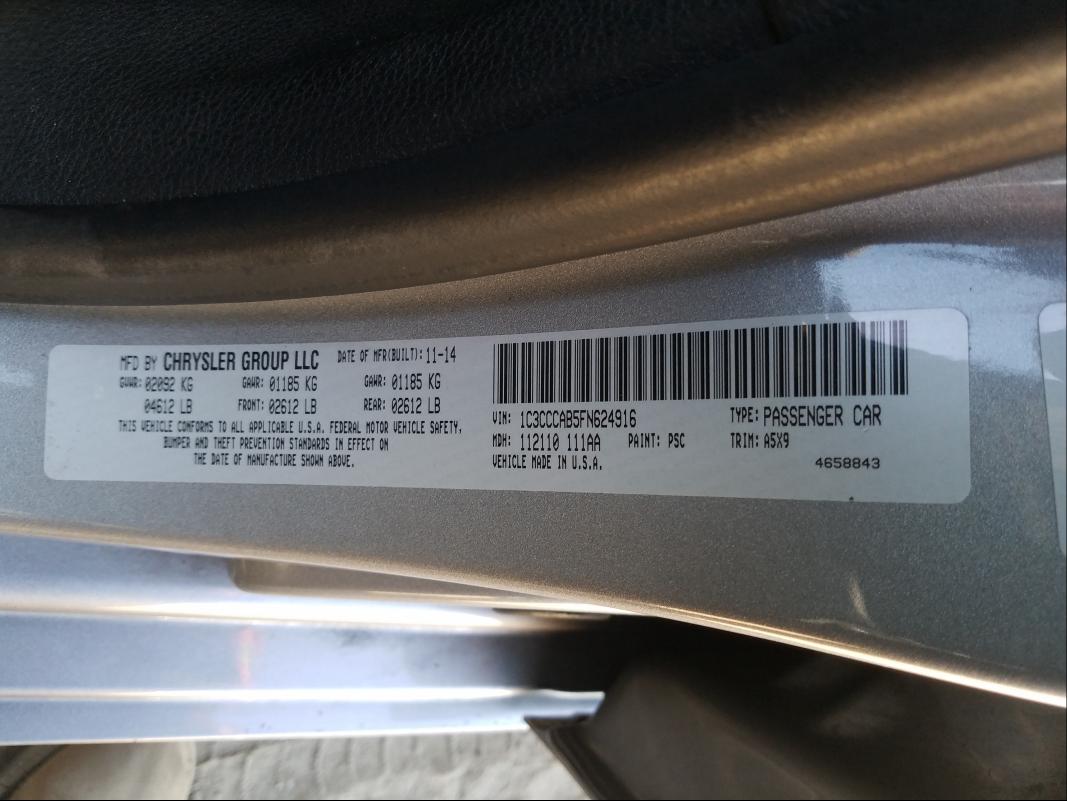 MFD BY CHRYSLER GROUP LLC DATE OF MFR(BUILT): 11-14
GVWR: 02092 KG GAWR: 01185 KG GAWR: 01185 KG
04612 LB FRONT: 02612 LB REAR: 02612 LB
THIS VEHICLE CONFORMS TO ALL APPLICABLE U.S.A. FEDERAL MOTOR VEHICLE SAFETY,
BUMPER AND THEFT PREVENTION STANDARDS IN EFFECT ON
THE DATE OF MANUFACTURE SHOWN ABOVE.
VIN: 1C3CCCAB5FN624916 TYPE: PASSENGER CAR
MDH: 112110 111AA PAINT: PSC TRIM: A5X9
VEHICLE MADE IN U.S.A. 4658843